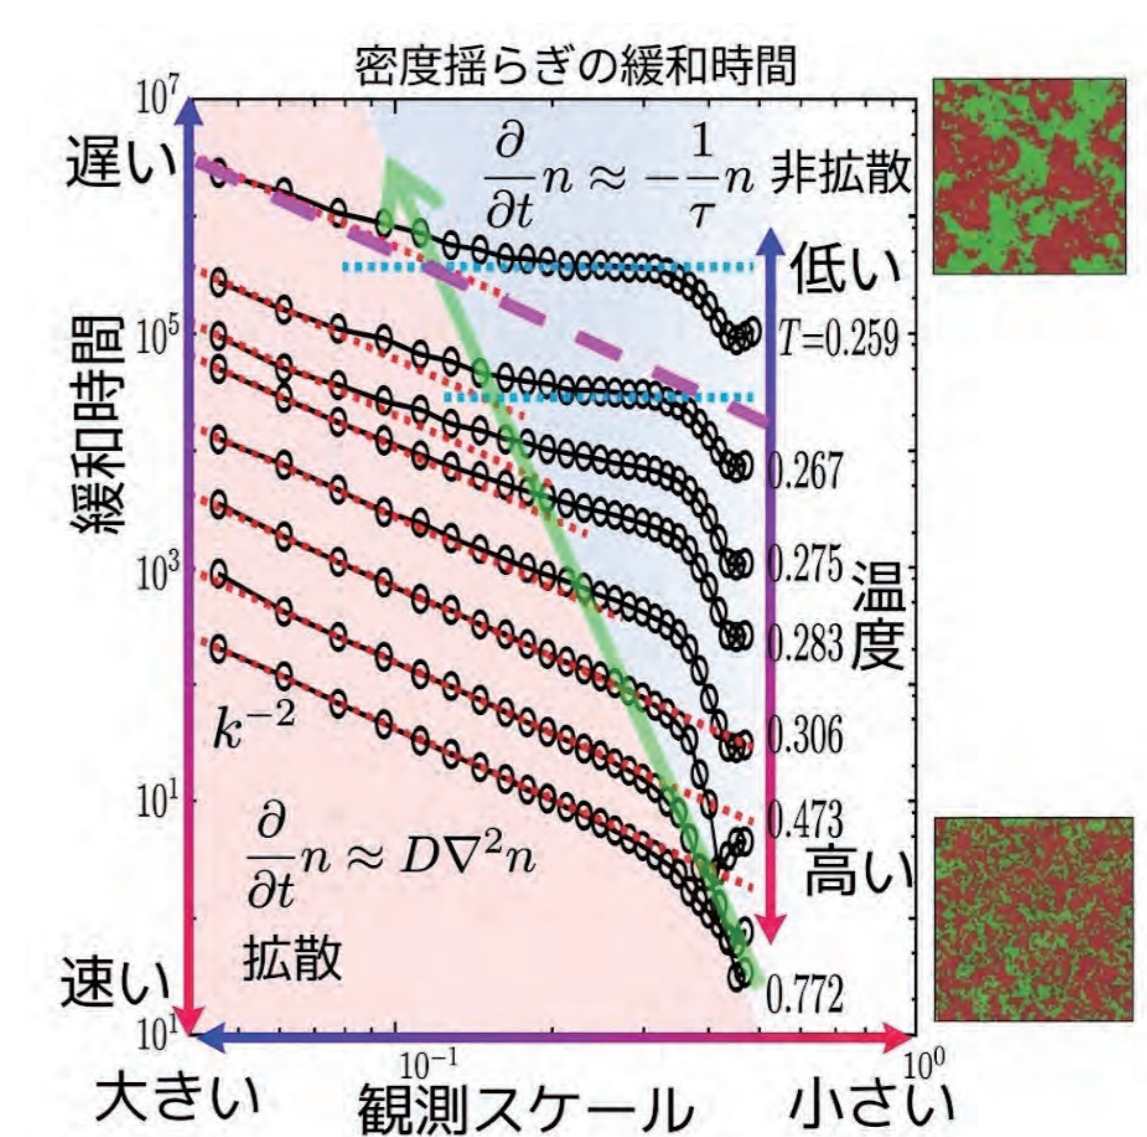 密度揺らぎの緩和時間
10^7
遅い
∂/∂t n ≈ −1/τ n 非拡散
低い
T=0.259
10^5
緩和時間
0.267
0.275
10^3
温度
0.283
0.306
k^−2
0.473
10^1
∂/∂t n ≈ D∇^2n
高い
拡散
速い
0.772
10^1
10^−1
10^0
大きい
観測スケール
小さい